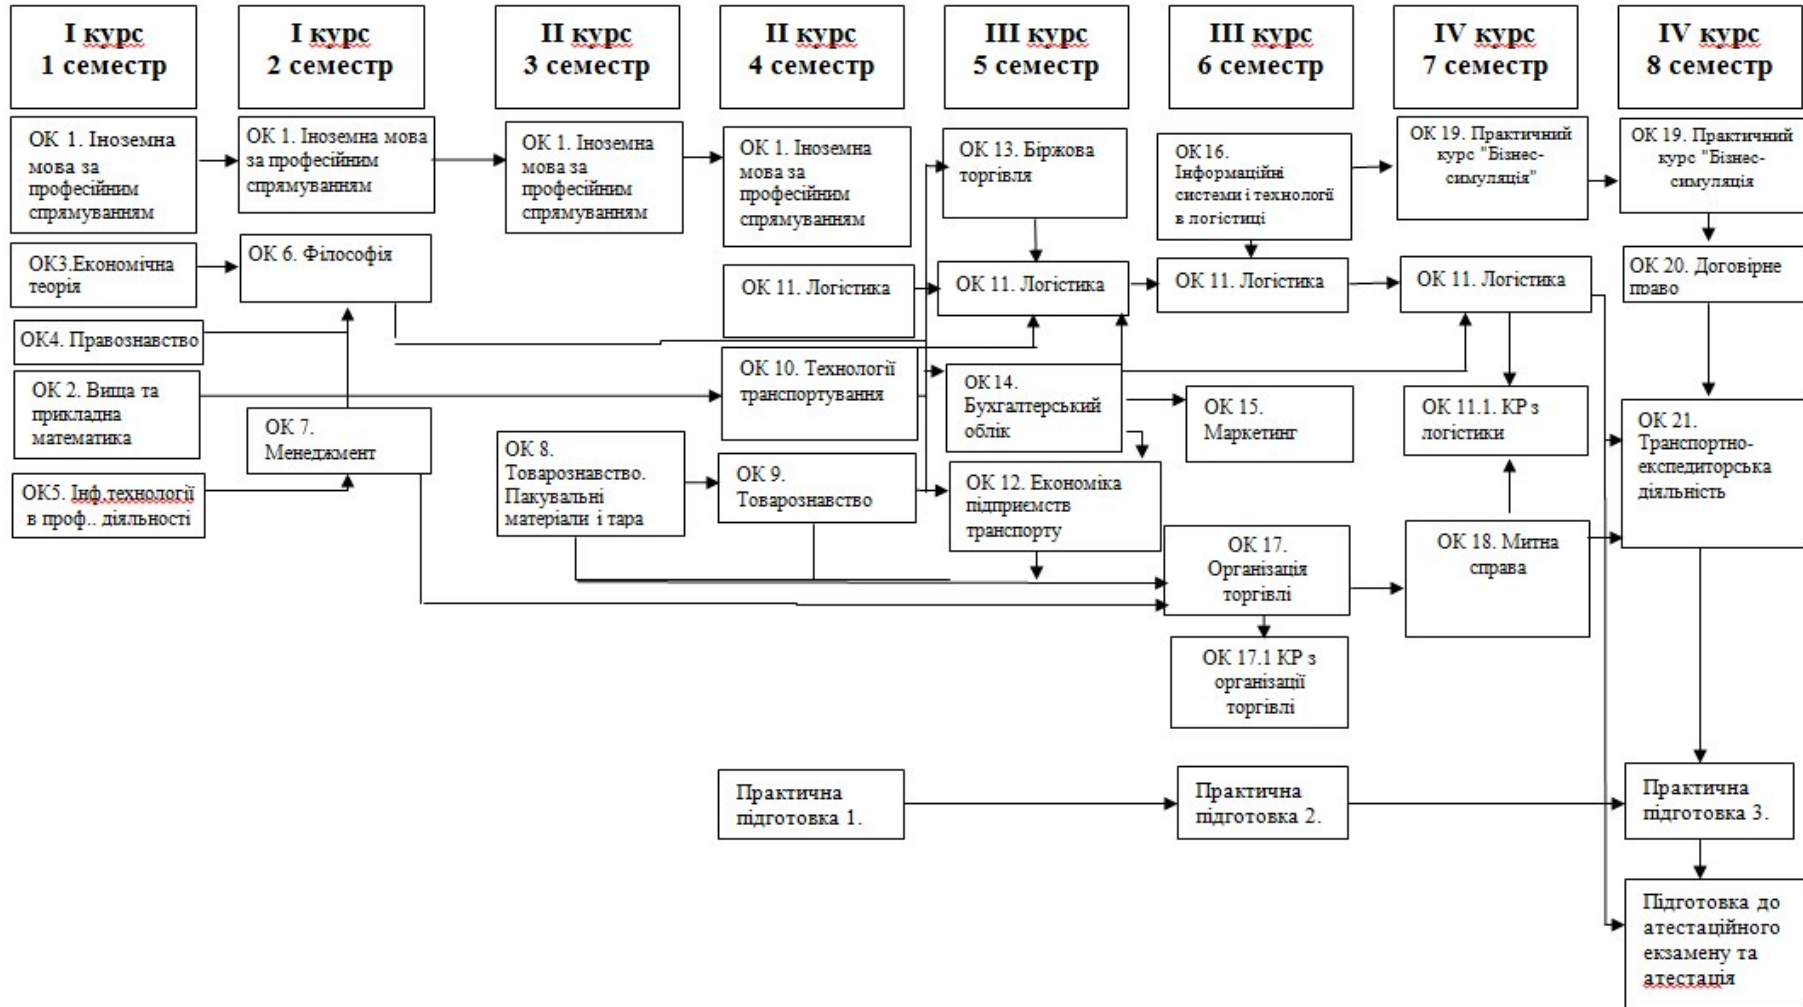 I курс
1 семестр
I курс
2 семестр
II курс
3 семестр
II курс
4 семестр
III курс
5 семестр
III курс
6 семестр
IV курс
7 семестр
IV курс
8 семестр
ОК 1. Іноземна
мова за
професійним
спрямуванням
ОК3.Економічна
теорія
ОК4. Правознавство
ОК 2. Вища та
прикладна
математика
ОК5. Інф.технології
в проф.. діяльності
ОК 1. Іноземна мова
за професійним
спрямуванням
ОК 6. Філософія
ОК 7.
Менеджмент
ОК 1. Іноземна
мова за
професійним
спрямуванням
ОК 8.
Товарознавство.
Пакувальні
матеріали і тара
ОК 1. Іноземна
мова за
професійним
спрямуванням
ОК 11. Логістика
ОК 10. Технології
транспортування
ОК 9.
Товарознавство
Практична
підготовка 1.
ОК 13. Біржова
торгівля
ОК 11. Логістика
ОК 14.
Бухгалтерський
облік
ОК 12. Економіка
підприємств
транспорту
ОК 16.
Інформаційні
системи і технології
в логістиці
ОК 11. Логістика
ОК 15.
Маркетинг
ОК 17.
Організація
торгівлі
ОК 17.1 КР з
організації
торгівлі
Практична
підготовка 2.
ОК 19. Практичний
курс "Бізнес-
симуляція"
ОК 11. Логістика
ОК 11.1. КР з
логістики
ОК 18. Митна
справа
ОК 19. Практичний
курс "Бізнес-
симуляція
ОК 20. Договірне
право
ОК 21.
Транспортно-
експедиторська
діяльність
Практична
підготовка 3.
Підготовка до
атестаційного
екзамену та
атестація